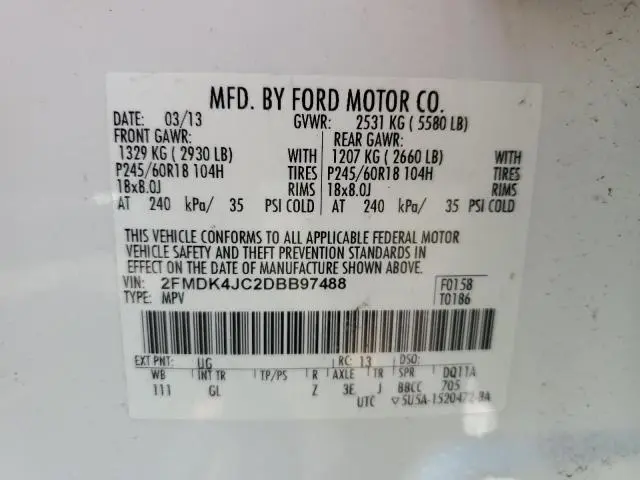 MFD. BY FORD MOTOR CO.
DATE: 03/13 GVWR: 2531 KG ( 5580 LB)
FRONT GAWR: REAR GAWR:
1329 KG ( 2930 LB) WITH 1207 KG ( 2660 LB) WITH
P245/60R18 104H TIRES P245/60R18 104H TIRES
18x8.0J RIMS 18x8.0J RIMS
AT 240 kPa/ 35 PSI COLD AT 240 kPa/ 35 PSI COLD
THIS VEHICLE CONFORMS TO ALL APPLICABLE FEDERAL MOTOR
VEHICLE SAFETY AND THEFT PREVENTION STANDARDS IN
EFFECT ON THE DATE OF MANUFACTURE SHOWN ABOVE.
VIN: 2FMDK4JC2DBB97488 F0158
TYPE: MPV T0186
EXT PNT: UG RC: 13 DSO:
WB INT TR TP/PS R AXLE TR SPR DQ11A
111 GL Z 3E J BBCC 705
UTC ▽5U5A-1520472-BA